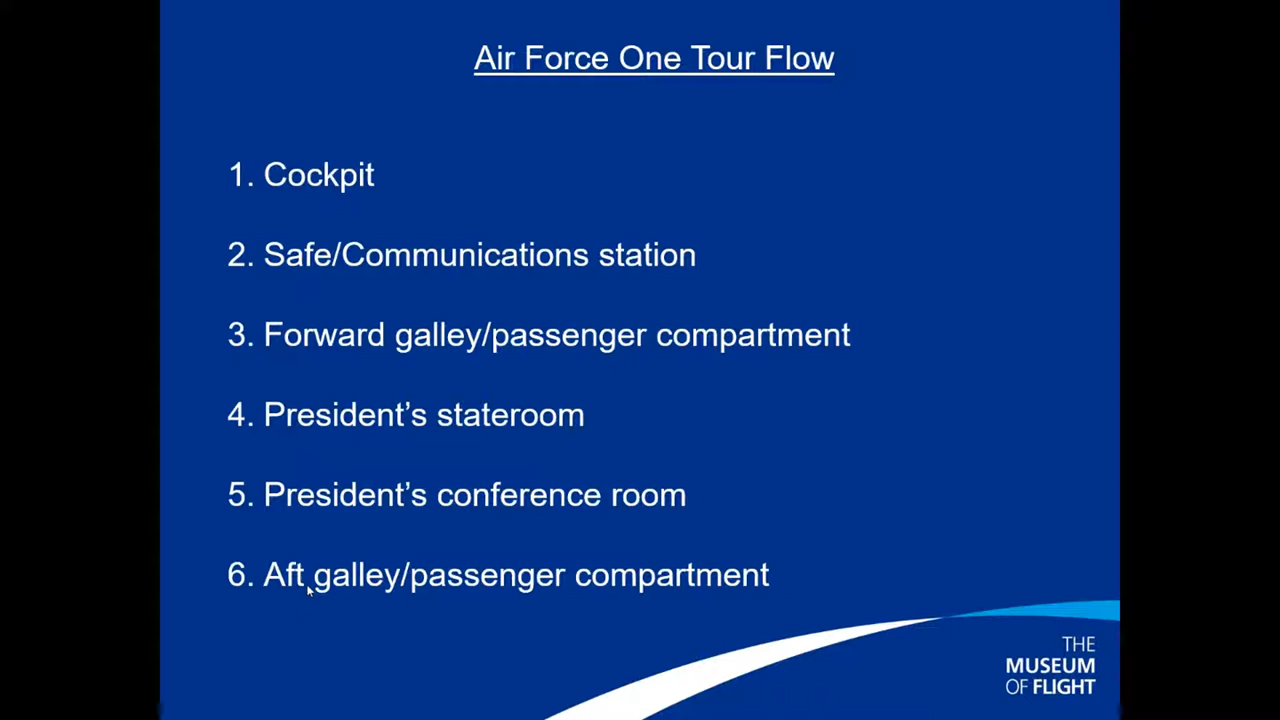 Air Force One Tour Flow
1. Cockpit
2. Safe/Communications station
3. Forward galley/passenger compartment
4. President’s stateroom
5. President’s conference room
6. Aft galley/passenger compartment
THE
MUSEUM
OF FLIGHT